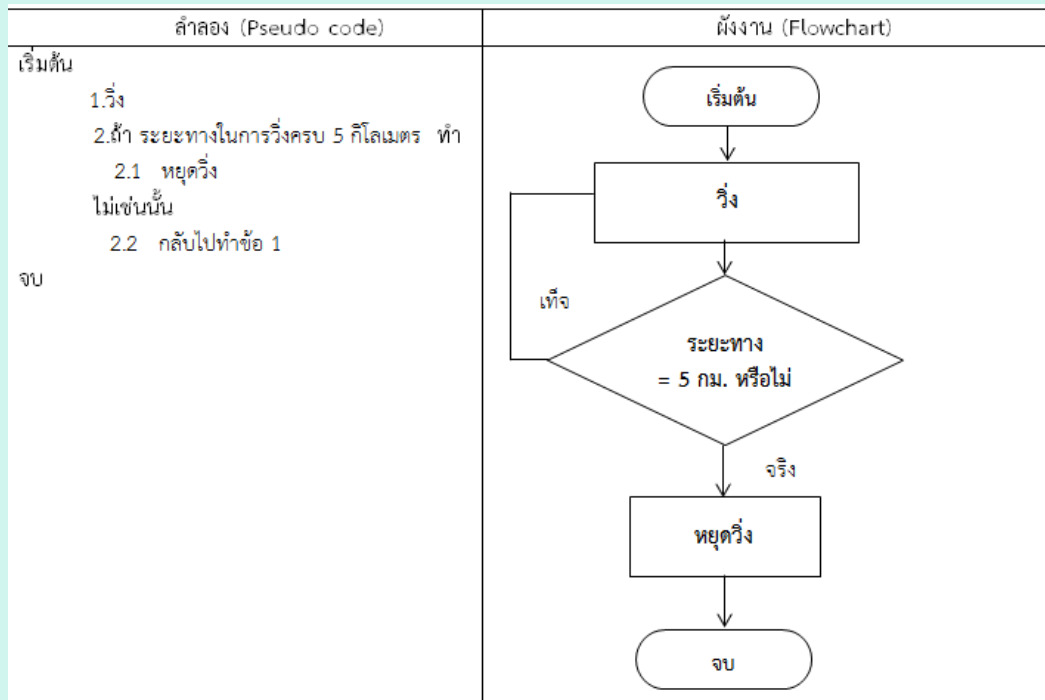 ลำลอง (Pseudo code)
ผังงาน (Flowchart)
เริ่มต้น
1.วิ่ง
2.ถ้า ระยะทางในการวิ่งครบ 5 กิโลเมตร ทำ
2.1 หยุดวิ่ง
ไม่เช่นนั้น
2.2 กลับไปทำข้อ 1
จบ
เริ่มต้น
วิ่ง
เท็จ
ระยะทาง
= 5 กม. หรือไม่
จริง
หยุดวิ่ง
จบ